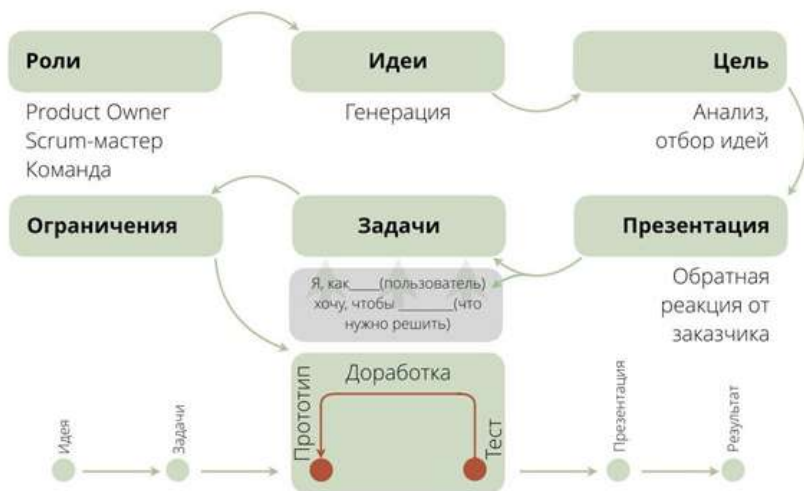 Роли
Идеи
Цель
Product Owner
Scrum-мастер
Команда
Генерация
Анализ,
отбор идей
Ограничения
Задачи
Презентация
Я, как____(пользователь)
хочу, чтобы _______(что
нужно решить)
Обратная
реакция от
заказчика
Доработка
Прототип
Тест
Идея
Задачи
Презентация
Результат